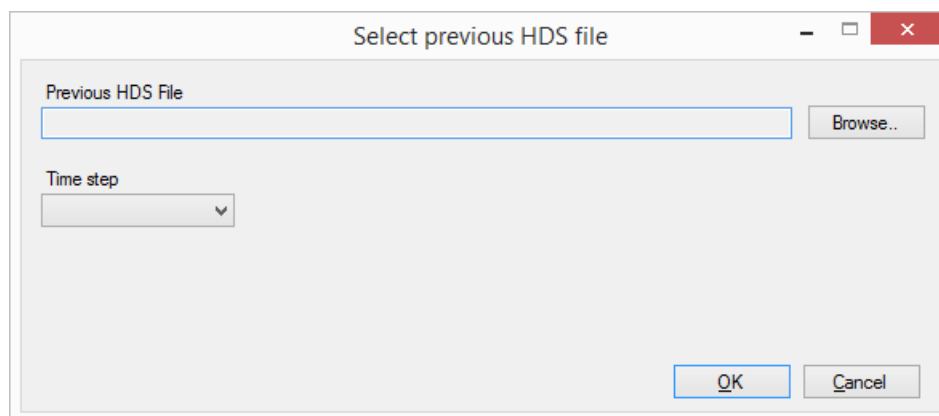 Select previous HDS file
Previous HDS File
Browse..
Time step
OK
Cancel